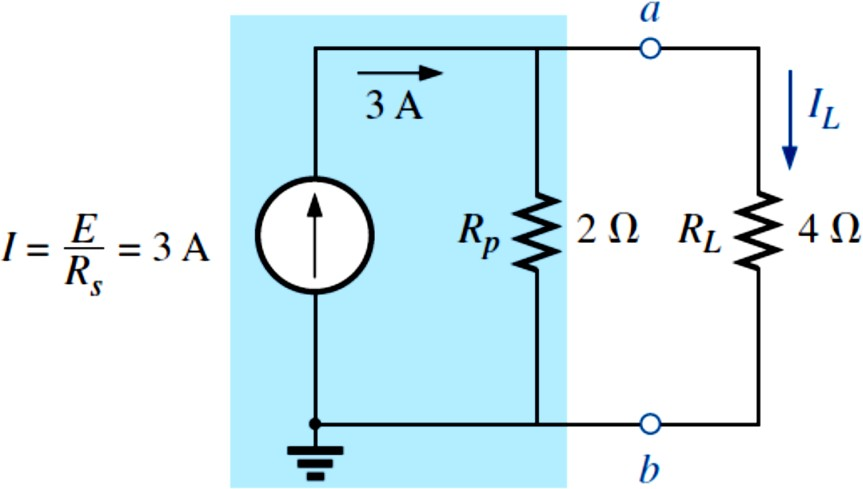 a
3 A
I_L
I = E/R_s = 3 A
R_p
2 Ω
R_L
4 Ω
b